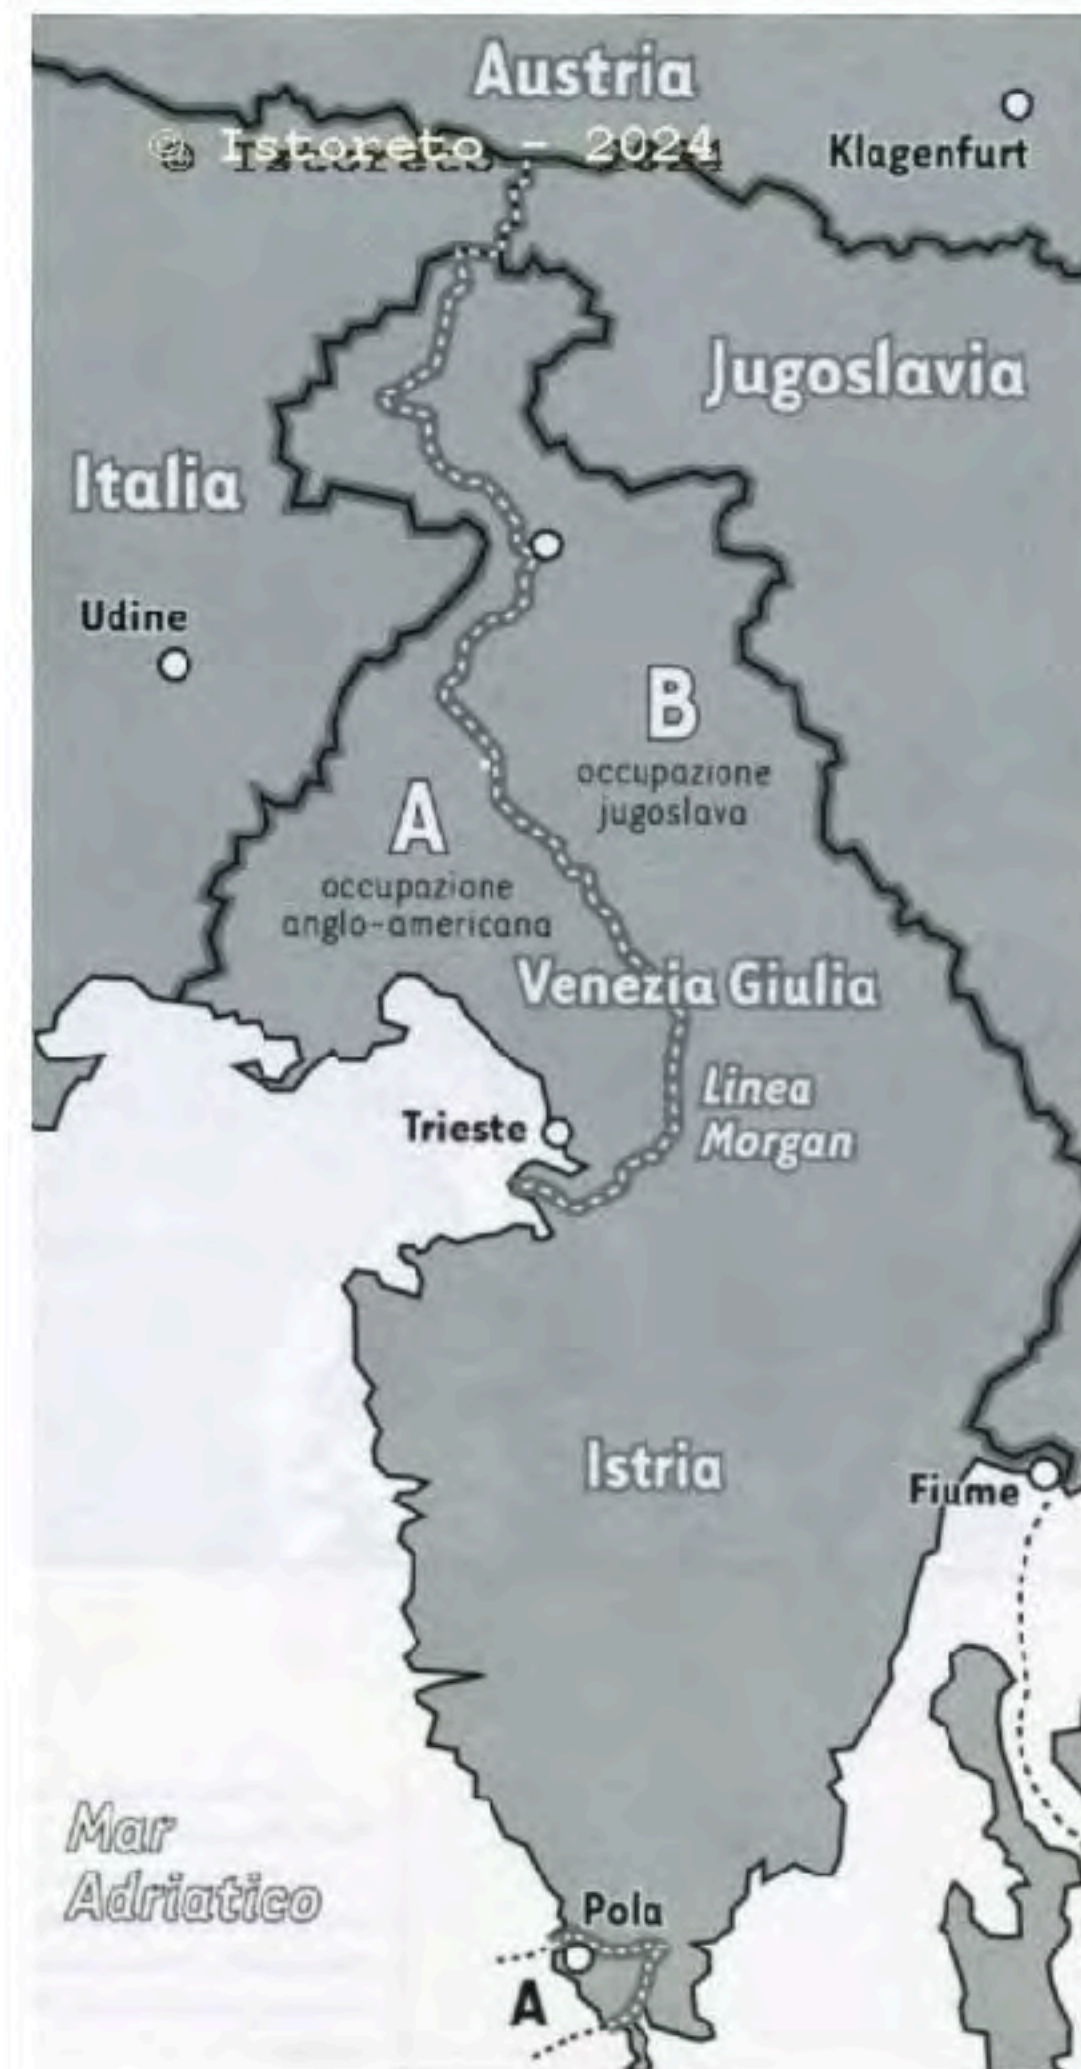 Austria
Klagenfurt
© Istoreto - 2024
Jugoslavia
Italia
Udine
B
occupazione
jugoslava
A
occupazione
anglo-americana
Venezia Giulia
Linea
Morgan
Trieste
Istria
Fiume
Mar
Adriatico
Pola
A